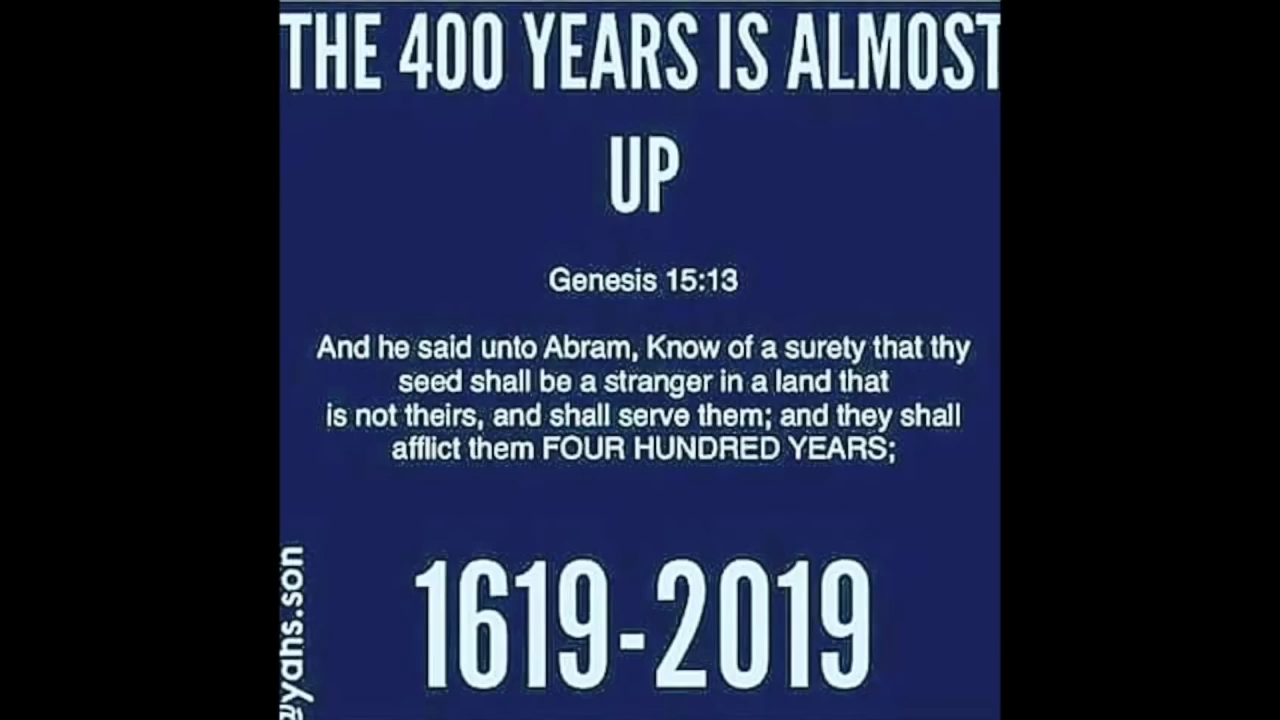 THE 400 YEARS IS ALMOST
UP
Genesis 15:13
And he said unto Abram, Know of a surety that thy
seed shall be a stranger in a land that
is not theirs, and shall serve them; and they shall
afflict them FOUR HUNDRED YEARS;
1619-2019
@yahs.son